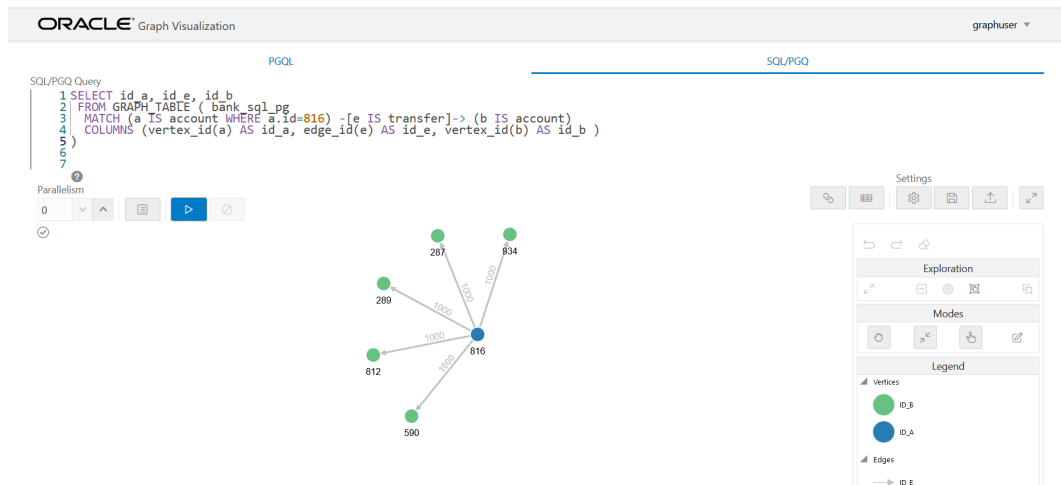 ORACLE Graph Visualization
graphuser
PGQL
SQL/PGQ
SQL/PGQ Query
1 SELECT id_a, id_e, id_b
2 FROM GRAPH_TABLE ( bank_sql_pg
3 MATCH (a IS account WHERE a.id=816) -[e IS transfer]-> (b IS account)
4 COLUMNS (vertex_id(a) AS id_a, edge_id(e) AS id_e, vertex_id(b) AS id_b )
5 )
6
7
Parallelism
Settings
0
287
934
1000
1000
289
1000
1000
816
812
1000
590
Exploration
Modes
Legend
Vertices
ID_B
ID_A
Edges
ID_E